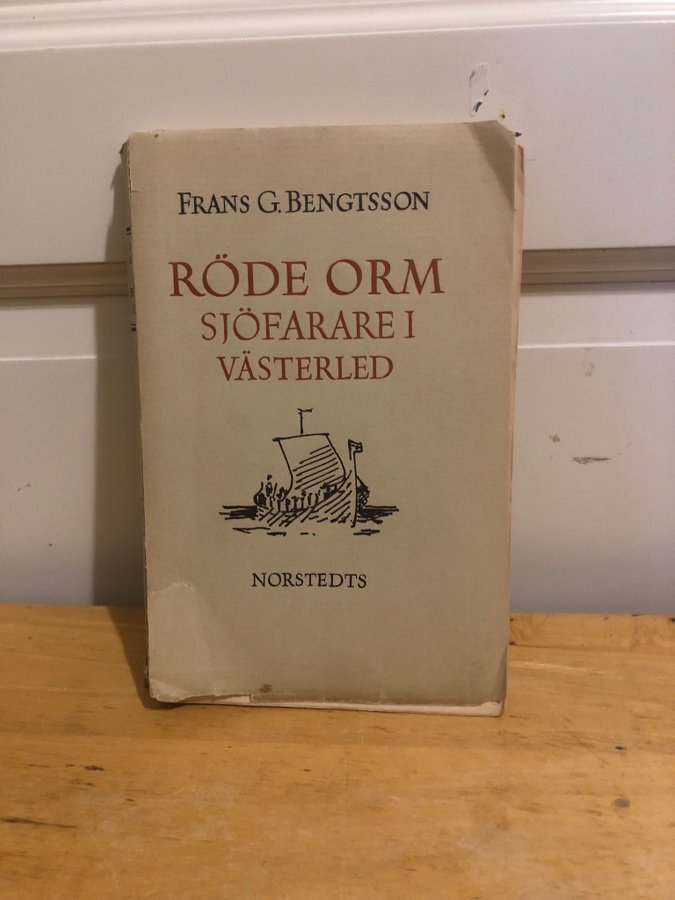 FRANS G. BENGTSSON
RÖDE ORM
SJÖFARARE I
VÄSTERLED
NORSTEDTS